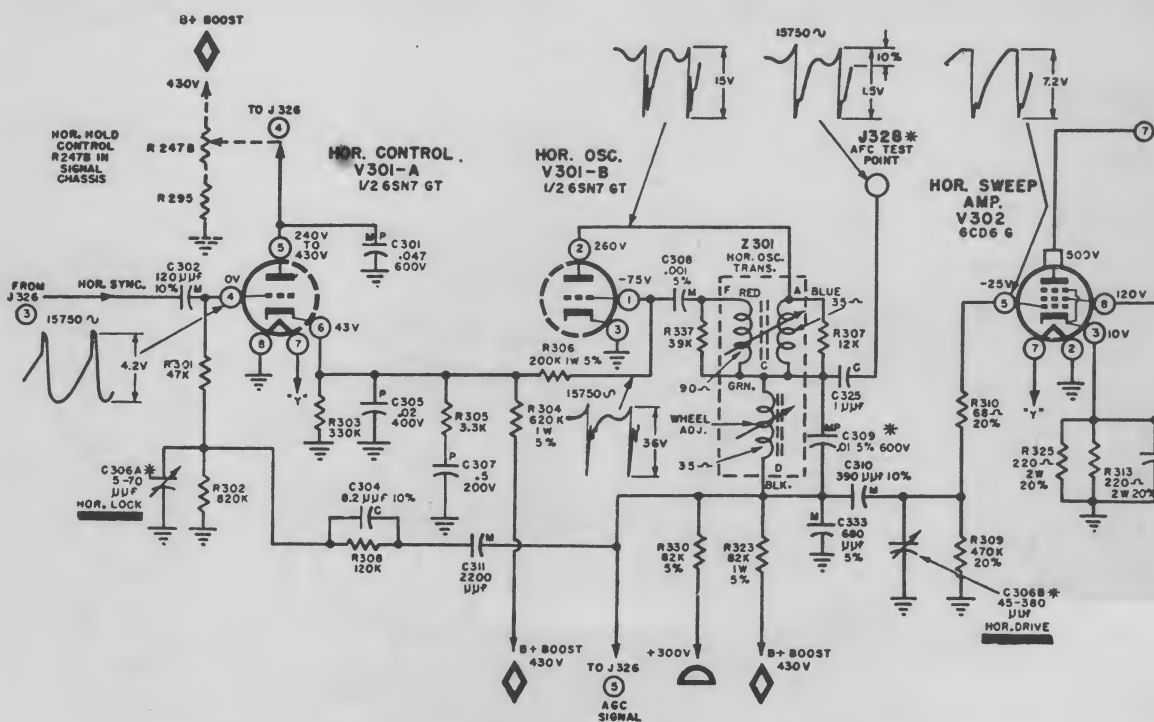 B+ BOOST
430V
HOR. HOLD
CONTROL
R 247B IN
SIGNAL
CHASSIS
R 247B
R 295
TO J 326
4
HOR. CONTROL.
V301-A
1/2 6SN7 GT
5
240V
TO
430V
M P
C301
.047
600V
FROM
J326
3
HOR. SYNC.
C302
120 µµf
10%
M
0V
4
6
43V
8
7
"Y"
15750~
4.2V
R301
47K
C306A*
5-70
µµf
HOR. LOCK
R302
820K
C304
8.2 µµf 10%
G
R308
120K
M
C311
2200
µµf
R303
330K
P
C305
.02
400V
R305
3.3K
P
C307
.5
200V
R304
620K
1W
5%
R306
200K 1W 5%
B+ BOOST
430V
HOR. OSC.
V301-B
1/2 6SN7 GT
15V
2
260V
-75V
1
3
C308
.001
5%
M
R337
39K
Z 301
HOR. OSC.
TRANS.
F
RED
A
BLUE
35~
R307
12K
90~
C
GRN.
WHEEL
ADJ.
35~
D
BLK.
15750~
36V
15750~
10%
1.5V
J328*
AFC TEST
POINT
G
C325
1 µµf
MP
C309 *
.01 5% 600V
C310
390 µµf 10%
M
M
C333
680
µµf
5%
R330
82K
5%
R323
82K
1W
5%
TO J326
5
AGC
SIGNAL
+300V
B+ BOOST
430V
C306B*
45-380
µµf
HOR. DRIVE
R309
470K
20%
R310
68~
20%
7.2V
HOR. SWEEP
AMP.
V302
6CD6 G
7
500V
-25V
5
8
120V
3
10V
7
2
"Y"
R325
220~
2W
20%
R313
220~
2W 20%